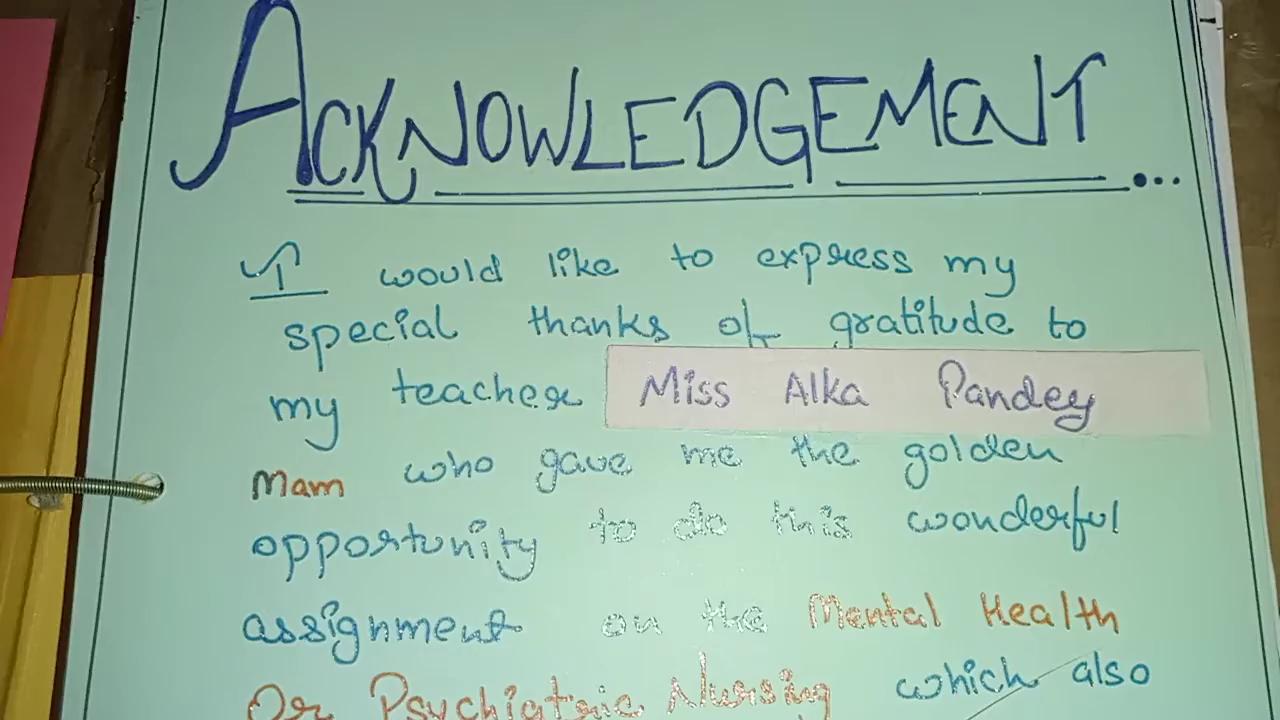 ACKNOWLEDGEMENT...
I would like to express my
special thanks of gratitude to
my teacher Miss Alka Pandey
Mam who gave me the golden
opportunity to do this wonderful
assignment on the Mental Health
Or Psychiatric Nursing which also